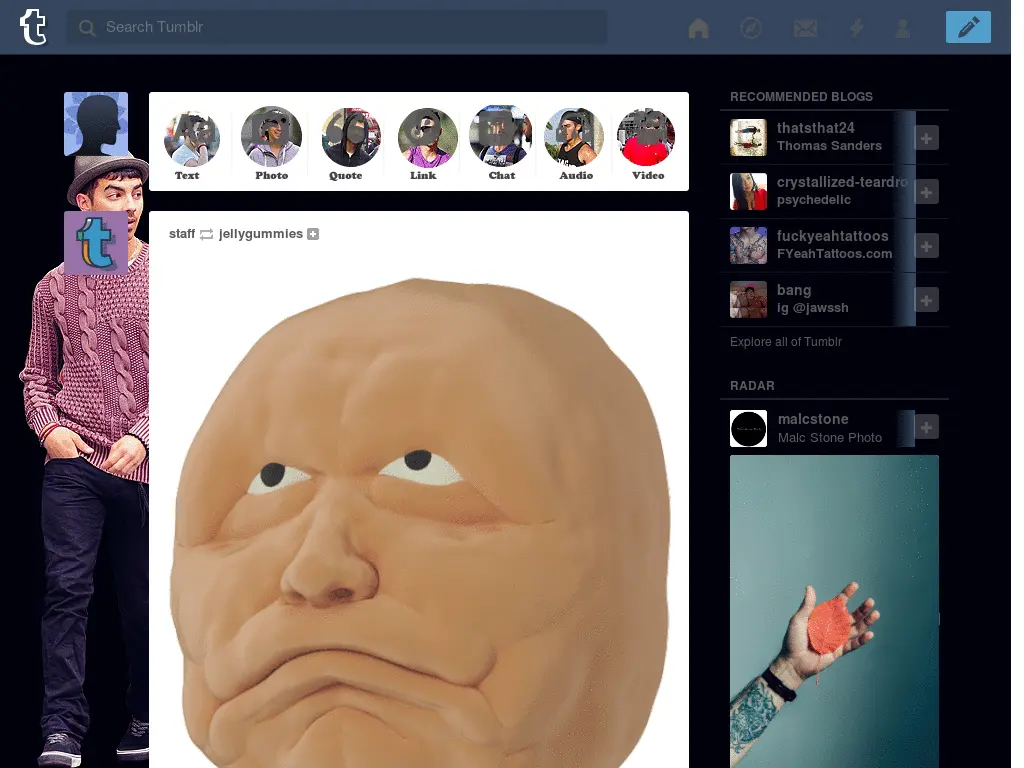 t
Search Tumblr
Text
Photo
Quote
Link
Chat
Audio
Video
staff jellygummies
t
RECOMMENDED BLOGS
thatsthat24
Thomas Sanders
crystallized-teardro
psychedelic
fuckyeahtattoos
FYeahTattoos.com
bang
ig @jawssh
Explore all of Tumblr
RADAR
malcstone
Malc Stone Photo